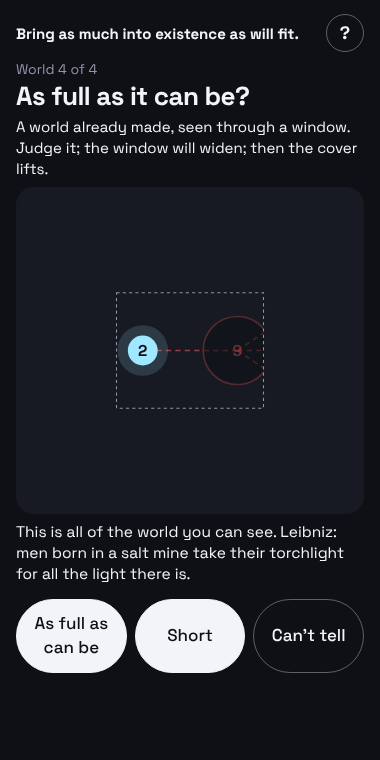 Bring as much into existence as will fit.
?
World 4 of 4
As full as it can be?
A world already made, seen through a window.
Judge it; the window will widen; then the cover
lifts.
2
9
This is all of the world you can see. Leibniz:
men born in a salt mine take their torchlight
for all the light there is.
As full as
can be
Short
Can't tell